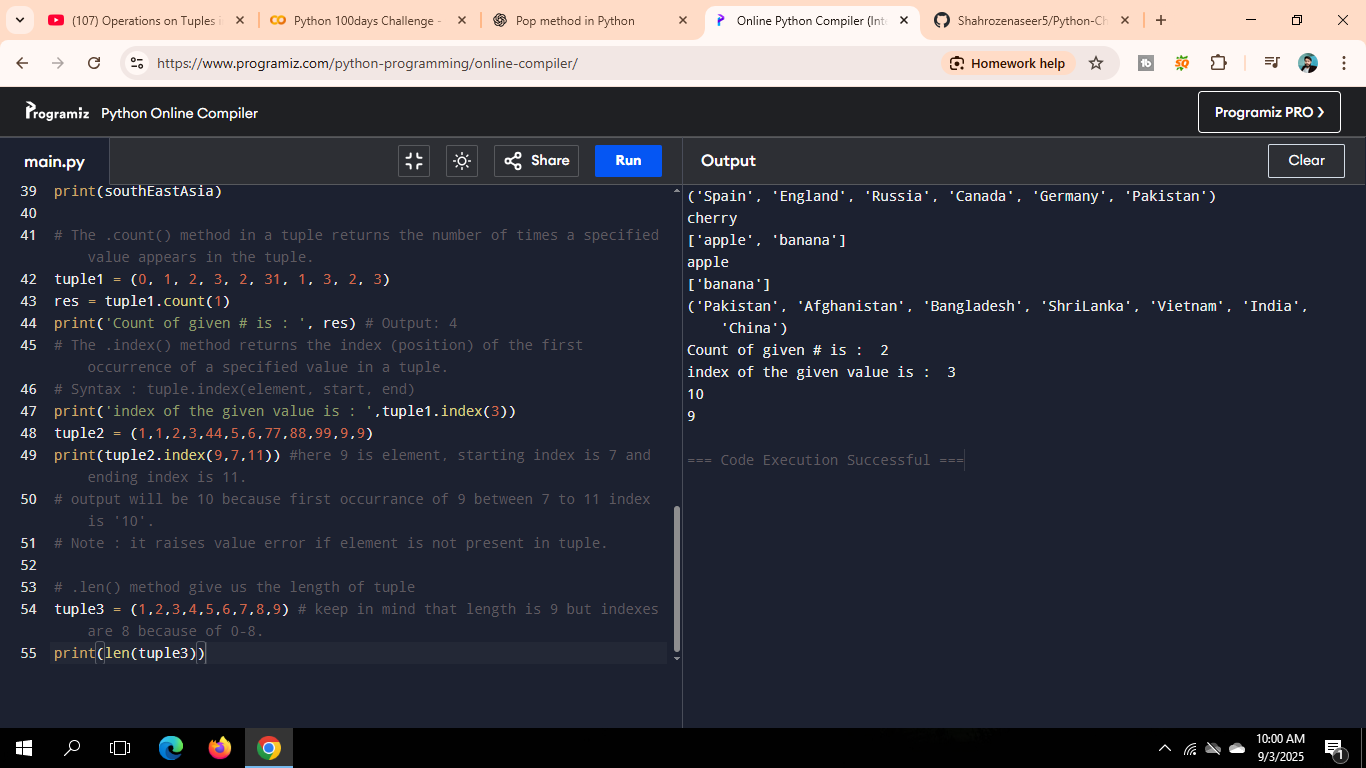 (107) Operations on Tuples i
Python 100days Challenge -
Pop method in Python
Online Python Compiler (Int
Shahrozenaseer5/Python-Ch
https://www.programiz.com/python-programming/online-compiler/
Homework help
Programiz
Python Online Compiler
Programiz PRO
main.py
Share
Run
Output
Clear
39 print(southEastAsia)
40
41 # The .count() method in a tuple returns the number of times a specified
value appears in the tuple.
42 tuple1 = (0, 1, 2, 3, 2, 31, 1, 3, 2, 3)
43 res = tuple1.count(1)
44 print('Count of given # is : ', res) # Output: 4
45 # The .index() method returns the index (position) of the first
occurrence of a specified value in a tuple.
46 # Syntax : tuple.index(element, start, end)
47 print('index of the given value is : ',tuple1.index(3))
48 tuple2 = (1,1,2,3,44,5,6,77,88,99,9,9)
49 print(tuple2.index(9,7,11)) #here 9 is element, starting index is 7 and
ending index is 11.
50 # output will be 10 because first occurrance of 9 between 7 to 11 index
is '10'.
51 # Note : it raises value error if element is not present in tuple.
52
53 # .len() method give us the length of tuple
54 tuple3 = (1,2,3,4,5,6,7,8,9) # keep in mind that length is 9 but indexes
are 8 because of 0-8.
55 print(len(tuple3))
('Spain', 'England', 'Russia', 'Canada', 'Germany', 'Pakistan')
cherry
['apple', 'banana']
apple
['banana']
('Pakistan', 'Afghanistan', 'Bangladesh', 'ShriLanka', 'Vietnam', 'India',
'China')
Count of given # is :  2
index of the given value is :  3
10
9
=== Code Execution Successful ===
10:00 AM
9/3/2025
1